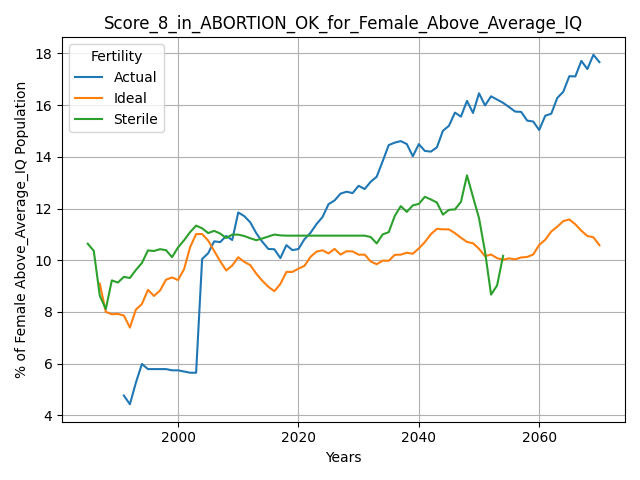 Score_8_in_ABORTION_OK_for_Female_Above_Average_IQ
% of Female Above_Average_IQ Population
18
16
14
12
10
8
6
4
Fertility
Actual
Ideal
Sterile
2000 2020 2040 2060
Years